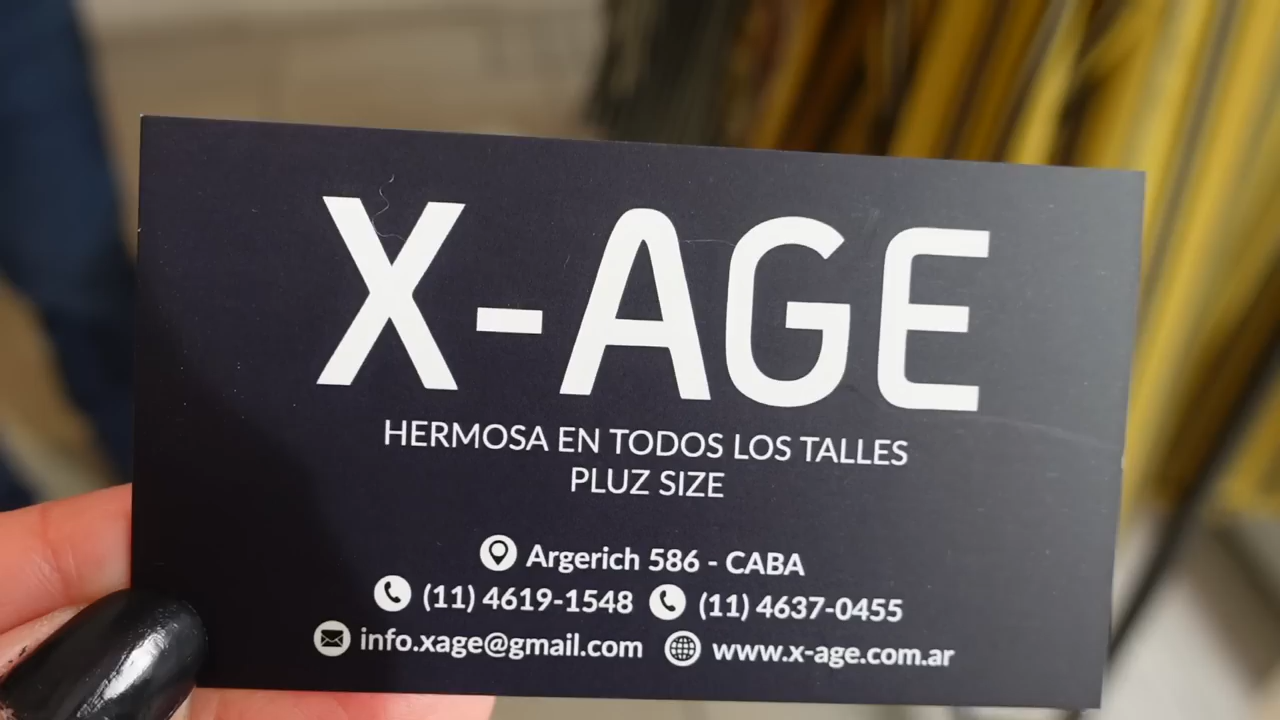 X-AGE
HERMOSA EN TODOS LOS TALLES
PLUZ SIZE
Argerich 586 - CABA
(11) 4619-1548 (11) 4637-0455
info.xage@gmail.com www.x-age.com.ar